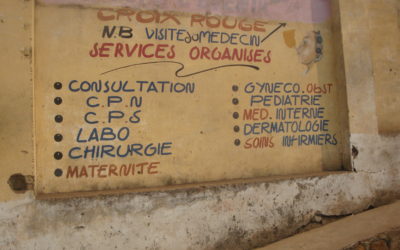 CROIX ROUGE
N.B VISITE DU MEDECIN
SERVICES ORGANISES
CONSULTATION
C.P.N
C.P.S
LABO
CHIRURGIE
MATERNITE
GYNECO.OBST
PEDIATRIE
MED. INTERNE
DERMATOLOGIE
SOINS INFIRMIERS